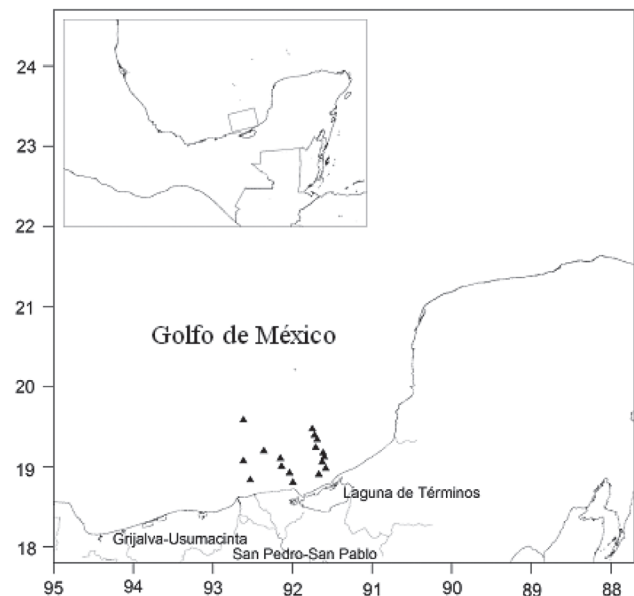 24
23
22
21
Golfo de México
20
19
Laguna de Términos
Grijalva-Usumacinta
18
San Pedro-San Pablo
95 94 93 92 91 90 89 88